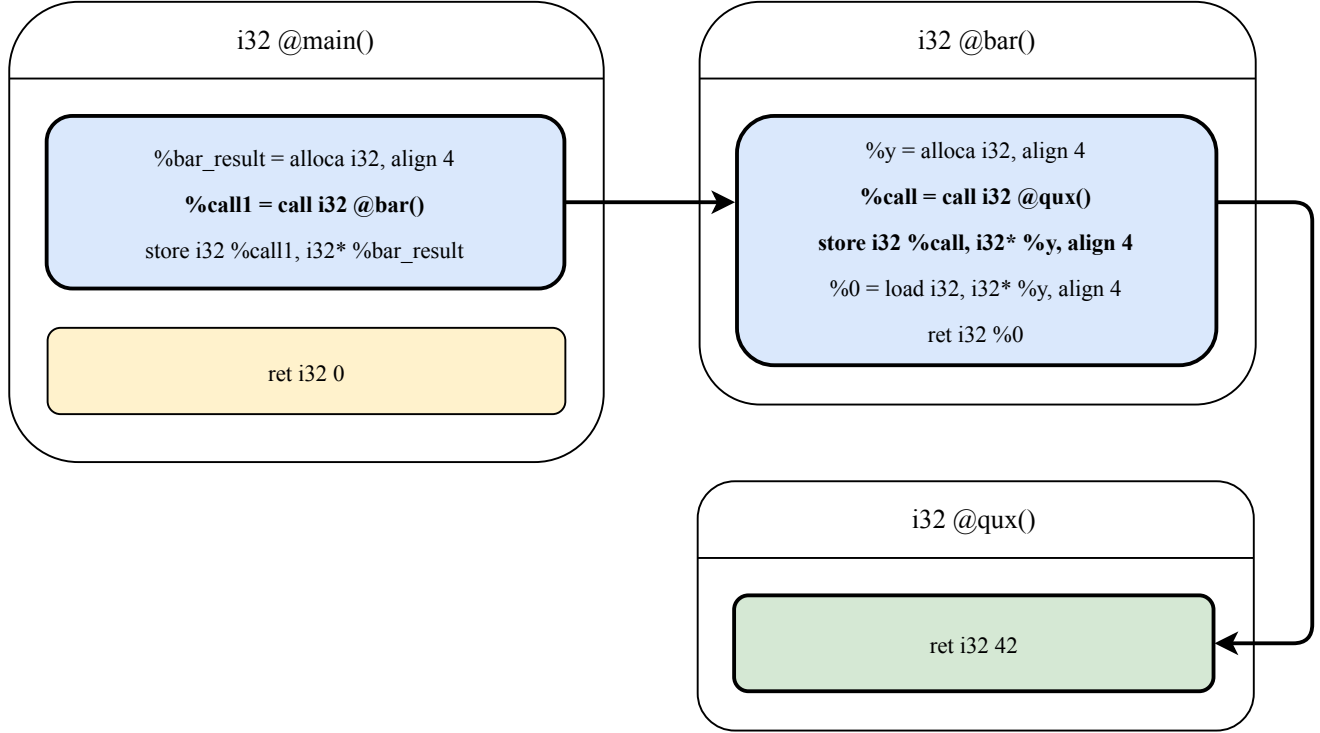 i32 @main()
%bar_result = alloca i32, align 4
%call1 = call i32 @bar()
store i32 %call1, i32* %bar_result
ret i32 0
i32 @bar()
%y = alloca i32, align 4
%call = call i32 @qux()
store i32 %call, i32* %y, align 4
%0 = load i32, i32* %y, align 4
ret i32 %0
i32 @qux()
ret i32 42